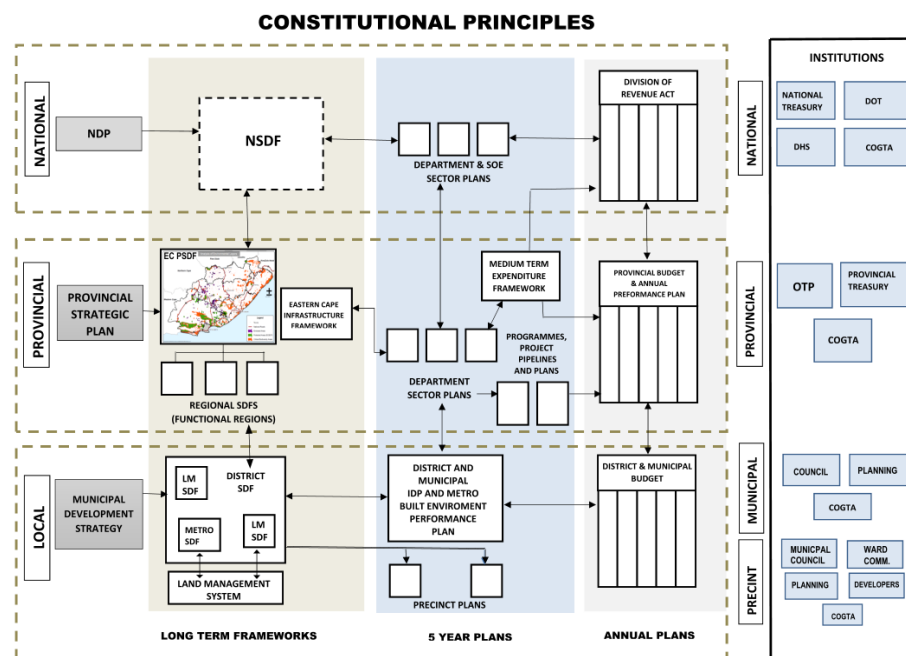 CONSTITUTIONAL PRINCIPLES
NATIONAL
NDP
NSDF
DEPARTMENT & SOE
SECTOR PLANS
DIVISION OF
REVENUE ACT
PROVINCIAL
PROVINCIAL
STRATEGIC
PLAN
EC PSDF
EASTERN CAPE
INFRASTRUCTURE
FRAMEWORK
REGIONAL SDFS
(FUNCTIONAL REGIONS)
MEDIUM TERM
EXPENDITURE
FRAMEWORK
PROGRAMMES,
PROJECT
PIPELINES
AND PLANS
DEPARTMENT
SECTOR PLANS
PROVINCIAL BUDGET
& ANNUAL
PREFORMANCE PLAN
LOCAL
MUNICIPAL
DEVELOPMENT
STRATEGY
LM
SDF
DISTRICT
SDF
METRO
SDF
LM
SDF
LAND MANAGEMENT
SYSTEM
DISTRICT AND
MUNICIPAL
IDP AND METRO
BUILT ENVIROMENT
PERFORMANCE
PLAN
PRECINCT PLANS
DISTRICT & MUNICIPAL
BUDGET
LONG TERM FRAMEWORKS
5 YEAR PLANS
ANNUAL PLANS
INSTITUTIONS
NATIONAL
NATIONAL
TREASURY
DOT
DHS
COGTA
PROVINCIAL
OTP
PROVINCIAL
TREASURY
COGTA
MUNICIPAL
COUNCIL
PLANNING
COGTA
PRECINT
MUNICPAL
COUNCIL
WARD
COMM.
PLANNING
DEVELOPERS
COGTA